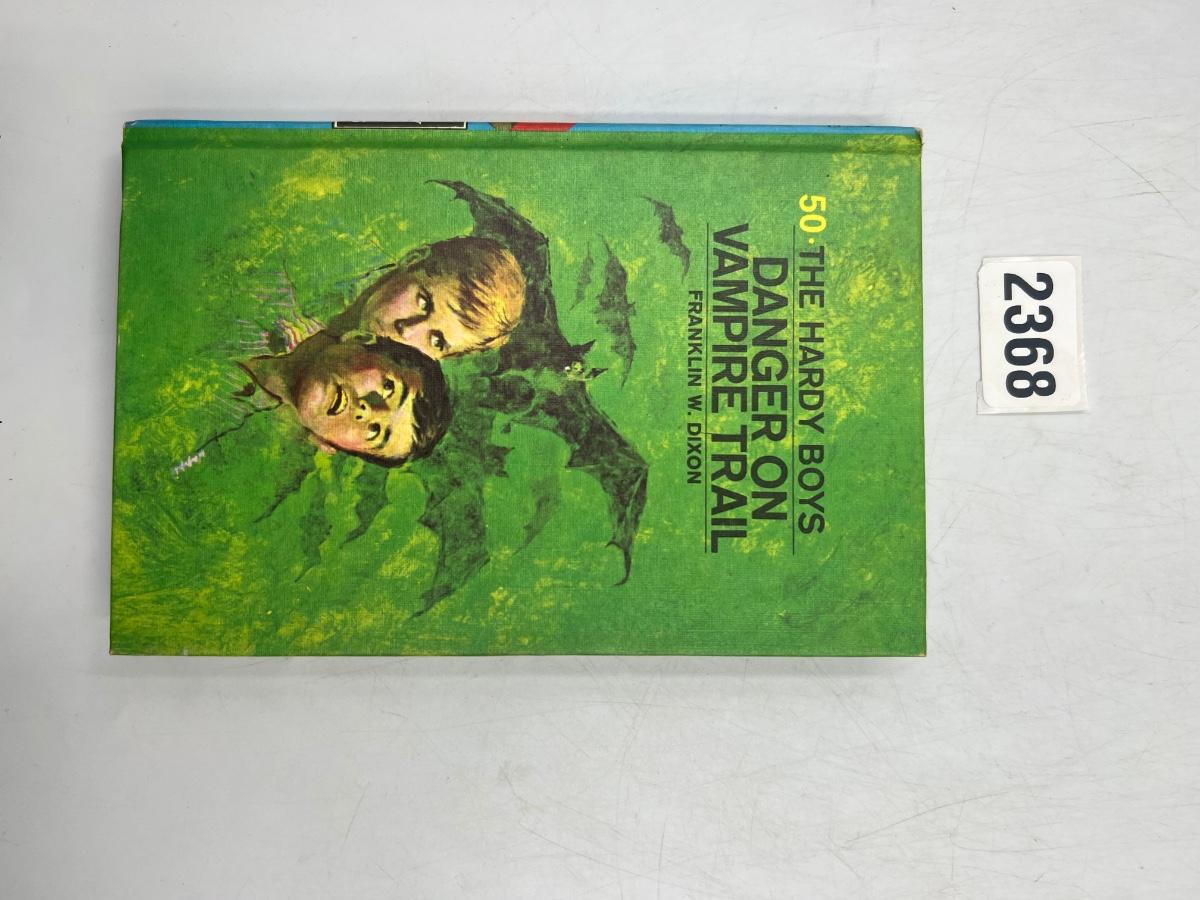 50 · THE HARDY BOYS
DANGER ON
VAMPIRE TRAIL
FRANKLIN W. DIXON
2368